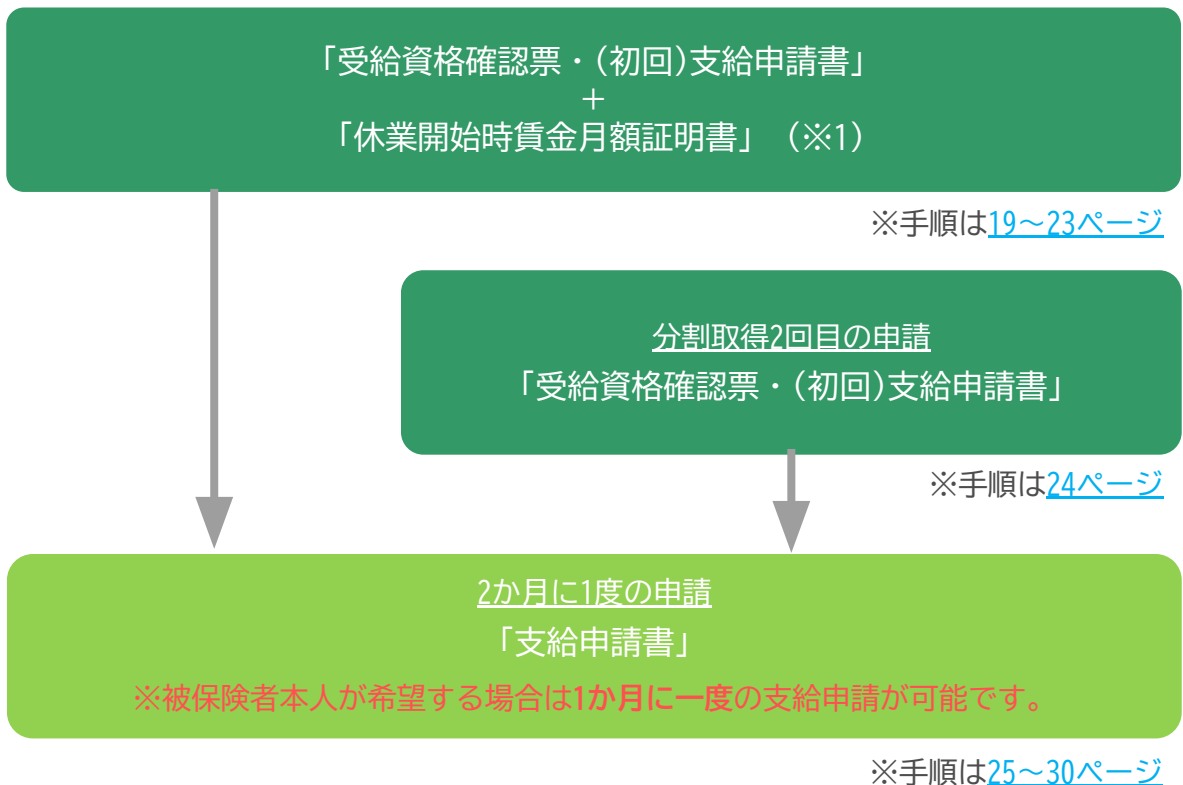 「受給資格確認票・(初回)支給申請書」
＋
「休業開始時賃金月額証明書」（※1）
※手順は19～23ページ
分割取得2回目の申請
「受給資格確認票・(初回)支給申請書」
※手順は24ページ
2か月に1度の申請
「支給申請書」
※被保険者本人が希望する場合は1か月に一度の支給申請が可能です。
※手順は25～30ページ